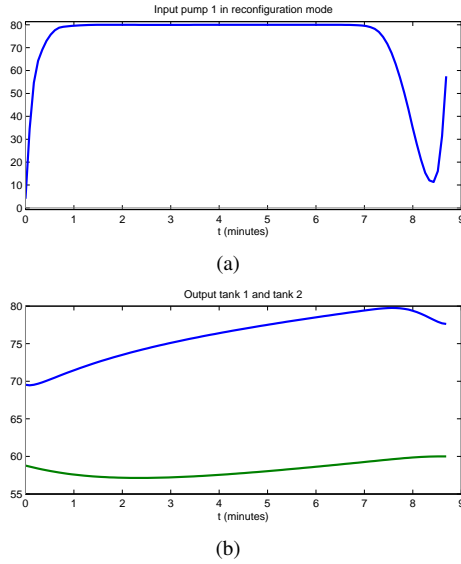 Input pump 1 in reconfiguration mode
80
70
60
50
40
30
20
10
0
0 1 2 3 4 5 6 7 8 9
t (minutes)
(a)
Output tank 1 and tank 2
80
75
70
65
60
55
0 1 2 3 4 5 6 7 8 9
t (minutes)
(b)